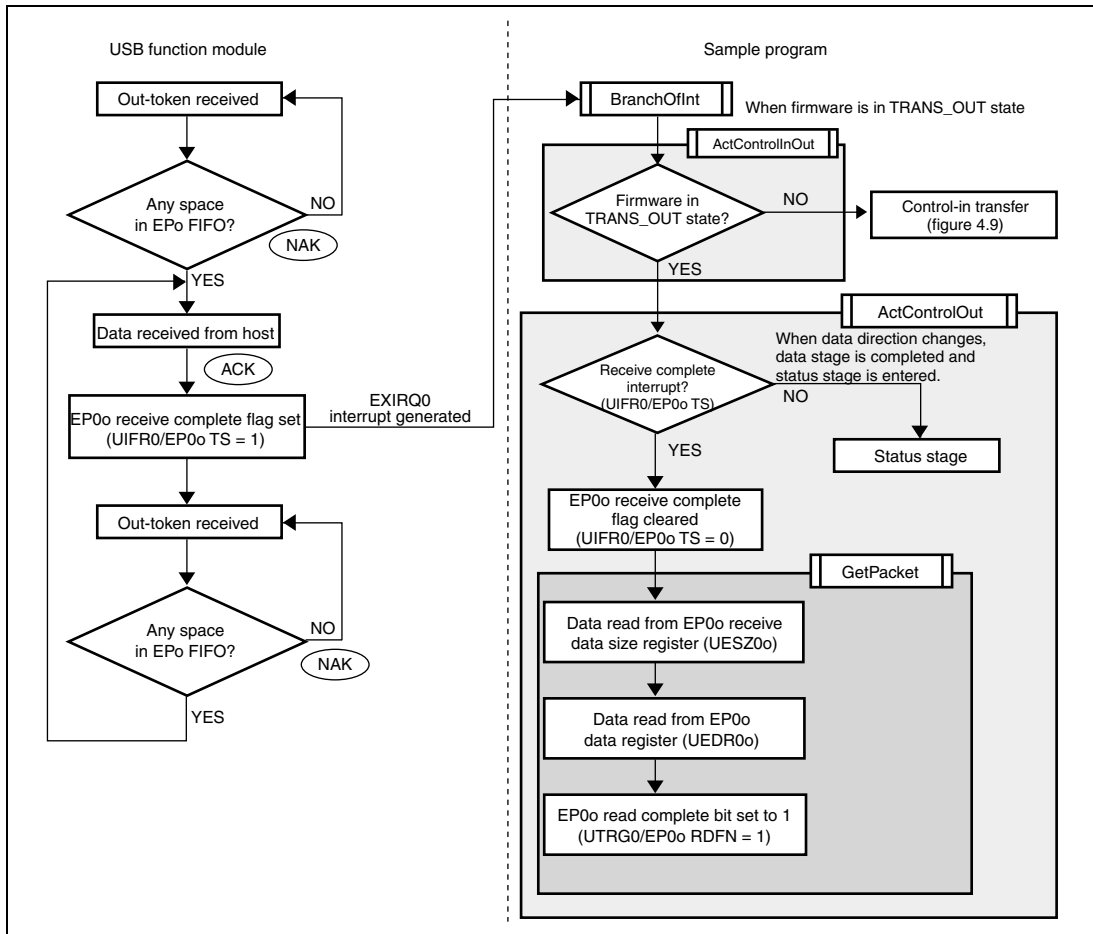 USB function module
Out-token received
Any space
in EPo FIFO?
NO
NAK
YES
Data received from host
ACK
EP0o receive complete flag set
(UIFR0/EP0o TS = 1)
EXIRQ0
interrupt generated
Out-token received
Any space
in EPo FIFO?
NO
NAK
YES
Sample program
BranchOfInt
When firmware is in TRANS_OUT state
ActControlInOut
Firmware in
TRANS_OUT state?
NO
Control-in transfer
(figure 4.9)
YES
ActControlOut
When data direction changes,
data stage is completed and
status stage is entered.
Receive complete
interrupt?
(UIFR0/EP0o TS)
NO
Status stage
YES
EP0o receive complete
flag cleared
(UIFR0/EP0o TS = 0)
GetPacket
Data read from EP0o receive
data size register (UESZ0o)
Data read from EP0o
data register (UEDR0o)
EP0o read complete bit set to 1
(UTRG0/EP0o RDFN = 1)